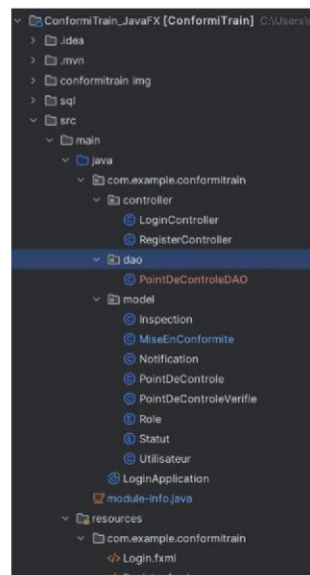 ConformiTrain_JavaFX [ConformiTrain] C:\Users\
.idea
.mvn
conformitrain img
sql
src
main
java
com.example.conformitrain
controller
LoginController
RegisterController
dao
PointDeControleDAO
model
Inspection
MiseEnConformite
Notification
PointDeControle
PointDeControleVerifie
Role
Statut
Utilisateur
LoginApplication
module-info.java
resources
com.example.conformitrain
Login.fxml